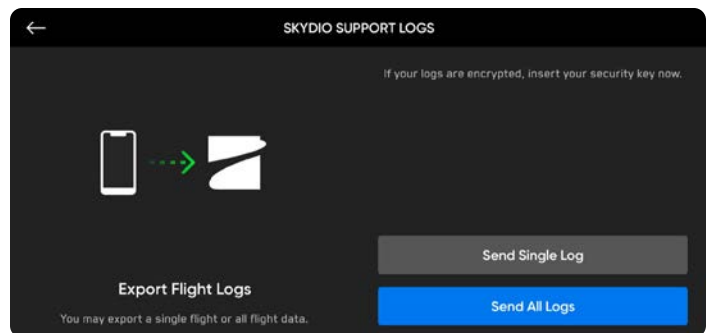 SKYDIO SUPPORT LOGS
If your logs are encrypted, insert your security key now.
Send Single Log
Export Flight Logs
Send All Logs
You may export a single flight or all flight data.